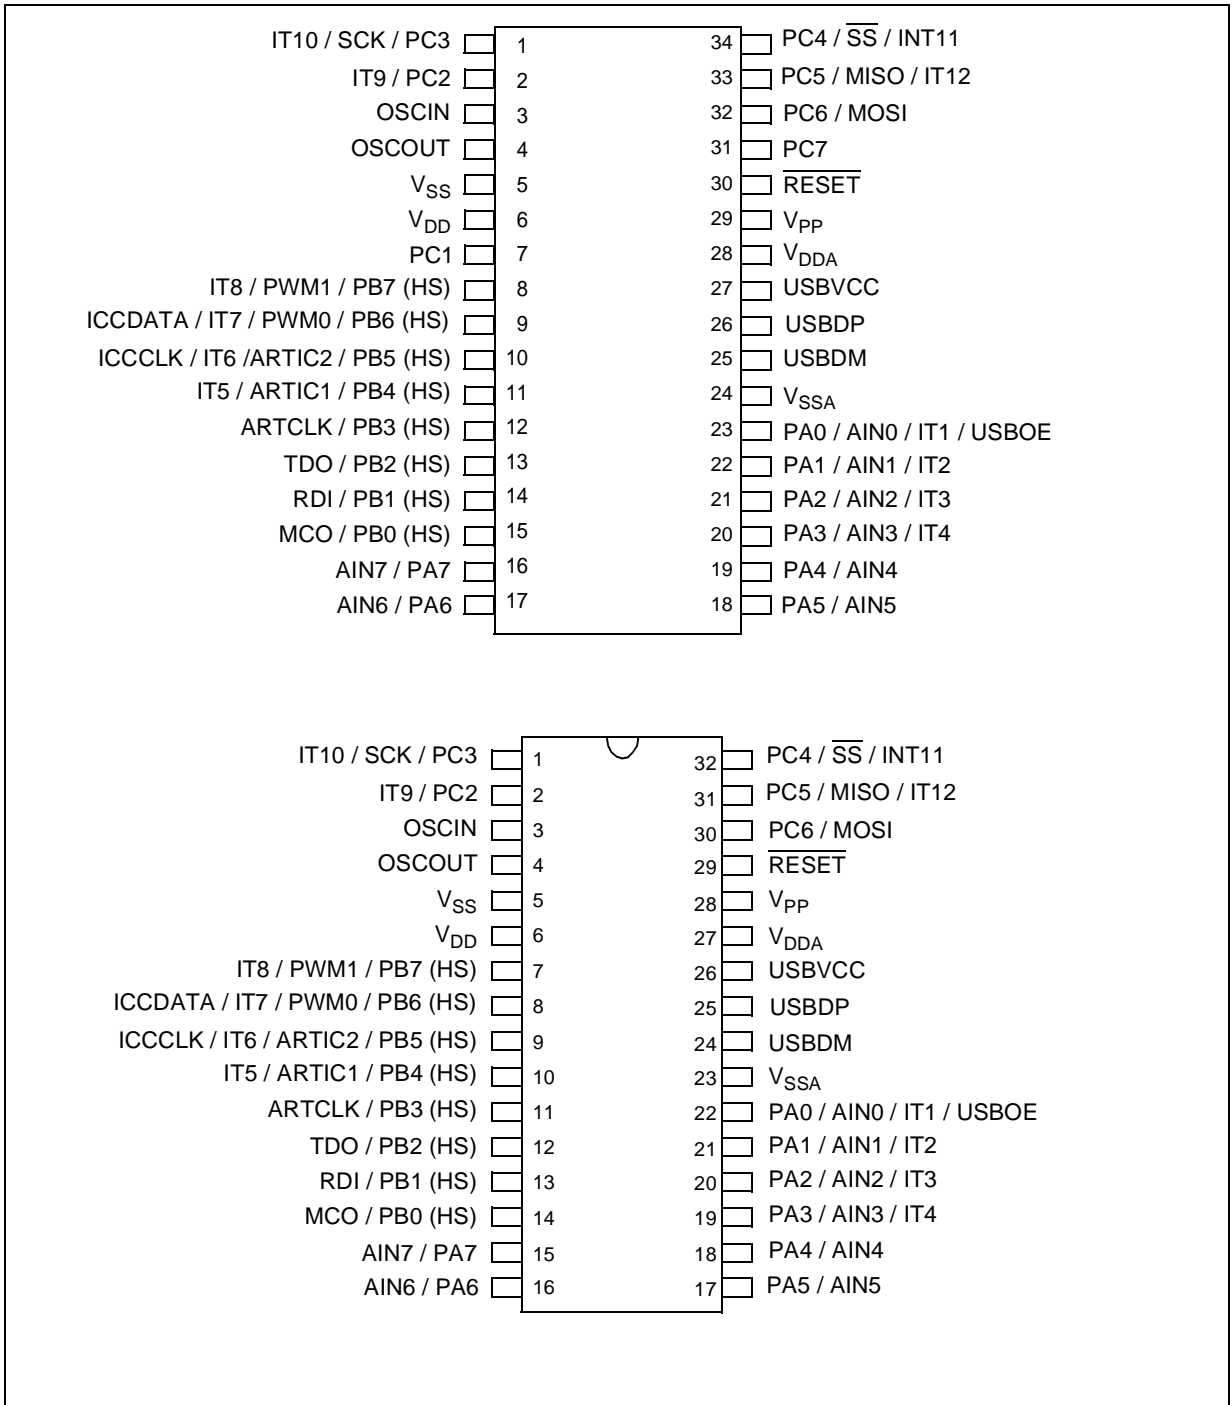 IT10 / SCK / PC3 1 34 PC4 / SS / INT11
IT9 / PC2 2 33 PC5 / MISO / IT12
OSCIN 3 32 PC6 / MOSI
OSCOUT 4 31 PC7
VSS 5 30 RESET
VDD 6 29 VPP
PC1 7 28 VDDA
IT8 / PWM1 / PB7 (HS) 8 27 USBVCC
ICCDATA / IT7 / PWM0 / PB6 (HS) 9 26 USBDP
ICCCLK / IT6 /ARTIC2 / PB5 (HS) 10 25 USBDM
IT5 / ARTIC1 / PB4 (HS) 11 24 VSSA
ARTCLK / PB3 (HS) 12 23 PA0 / AIN0 / IT1 / USBOE
TDO / PB2 (HS) 13 22 PA1 / AIN1 / IT2
RDI / PB1 (HS) 14 21 PA2 / AIN2 / IT3
MCO / PB0 (HS) 15 20 PA3 / AIN3 / IT4
AIN7 / PA7 16 19 PA4 / AIN4
AIN6 / PA6 17 18 PA5 / AIN5
IT10 / SCK / PC3 1 32 PC4 / SS / INT11
IT9 / PC2 2 31 PC5 / MISO / IT12
OSCIN 3 30 PC6 / MOSI
OSCOUT 4 29 RESET
VSS 5 28 VPP
VDD 6 27 VDDA
IT8 / PWM1 / PB7 (HS) 7 26 USBVCC
ICCDATA / IT7 / PWM0 / PB6 (HS) 8 25 USBDP
ICCCLK / IT6 / ARTIC2 / PB5 (HS) 9 24 USBDM
IT5 / ARTIC1 / PB4 (HS) 10 23 VSSA
ARTCLK / PB3 (HS) 11 22 PA0 / AIN0 / IT1 / USBOE
TDO / PB2 (HS) 12 21 PA1 / AIN1 / IT2
RDI / PB1 (HS) 13 20 PA2 / AIN2 / IT3
MCO / PB0 (HS) 14 19 PA3 / AIN3 / IT4
AIN7 / PA7 15 18 PA4 / AIN4
AIN6 / PA6 16 17 PA5 / AIN5